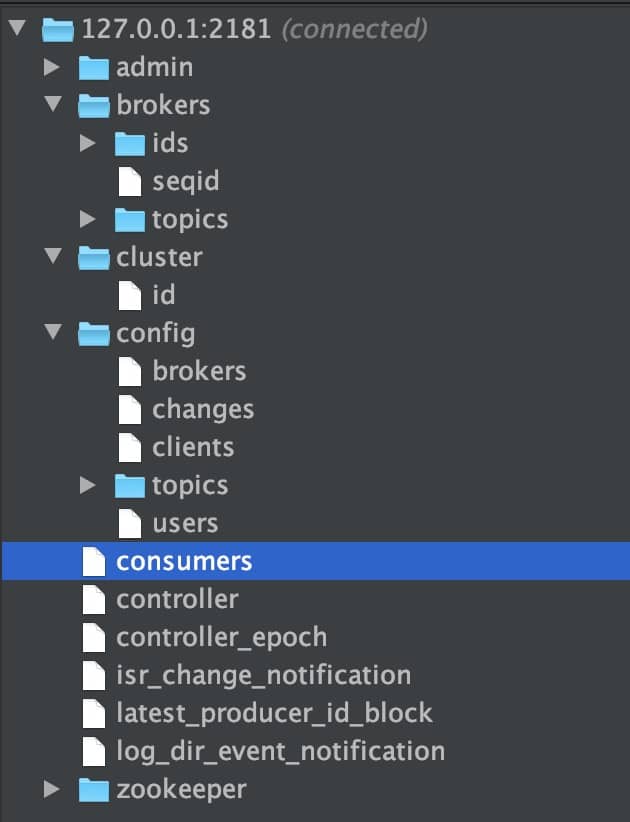 127.0.0.1:2181 (connected)
admin
brokers
ids
seqid
topics
cluster
id
config
brokers
changes
clients
topics
users
consumers
controller
controller_epoch
isr_change_notification
latest_producer_id_block
log_dir_event_notification
zookeeper